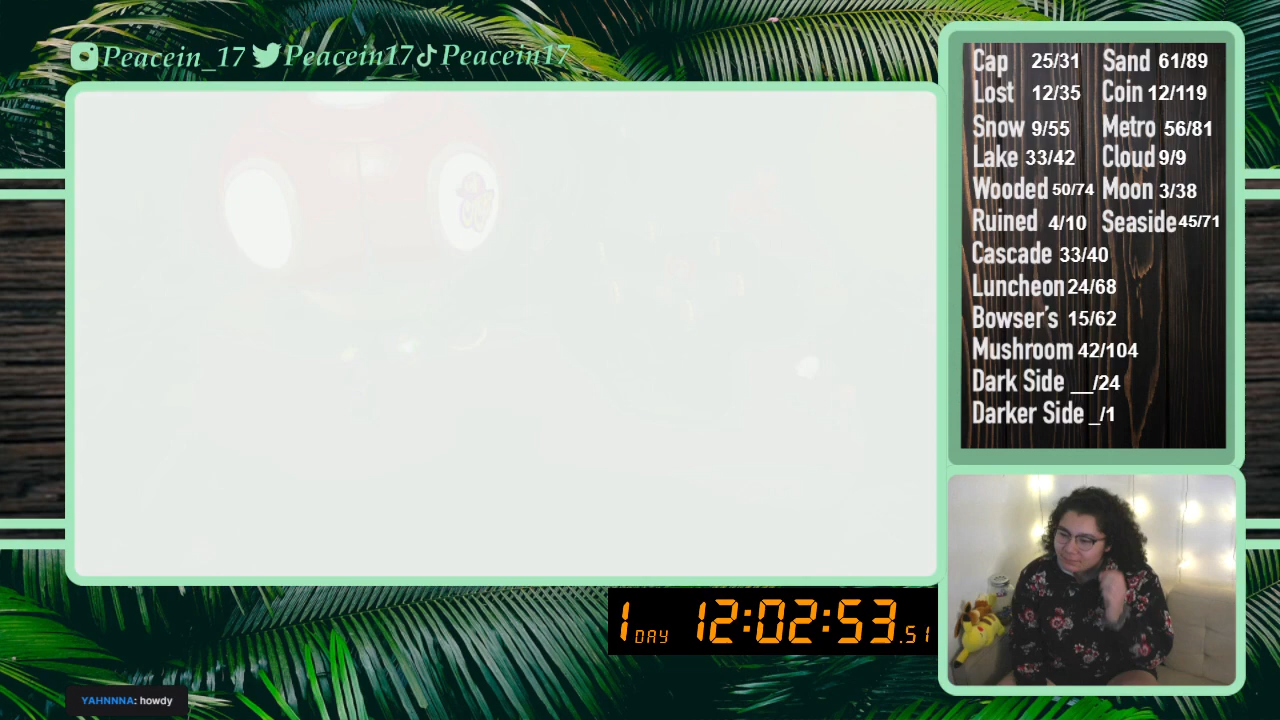 Peacein_17 Peacein17 Peacein17
Cap 25/31 Sand 61/89
Lost 12/35 Coin 12/119
Snow 9/55 Metro 56/81
Lake 33/42 Cloud 9/9
Wooded 50/74 Moon 3/38
Ruined 4/10 Seaside 45/71
Cascade 33/40
Luncheon 24/68
Bowser's 15/62
Mushroom 42/104
Dark Side __/24
Darker Side _/1
1 DAY 12:02:53.51
YAHNNNA: howdy